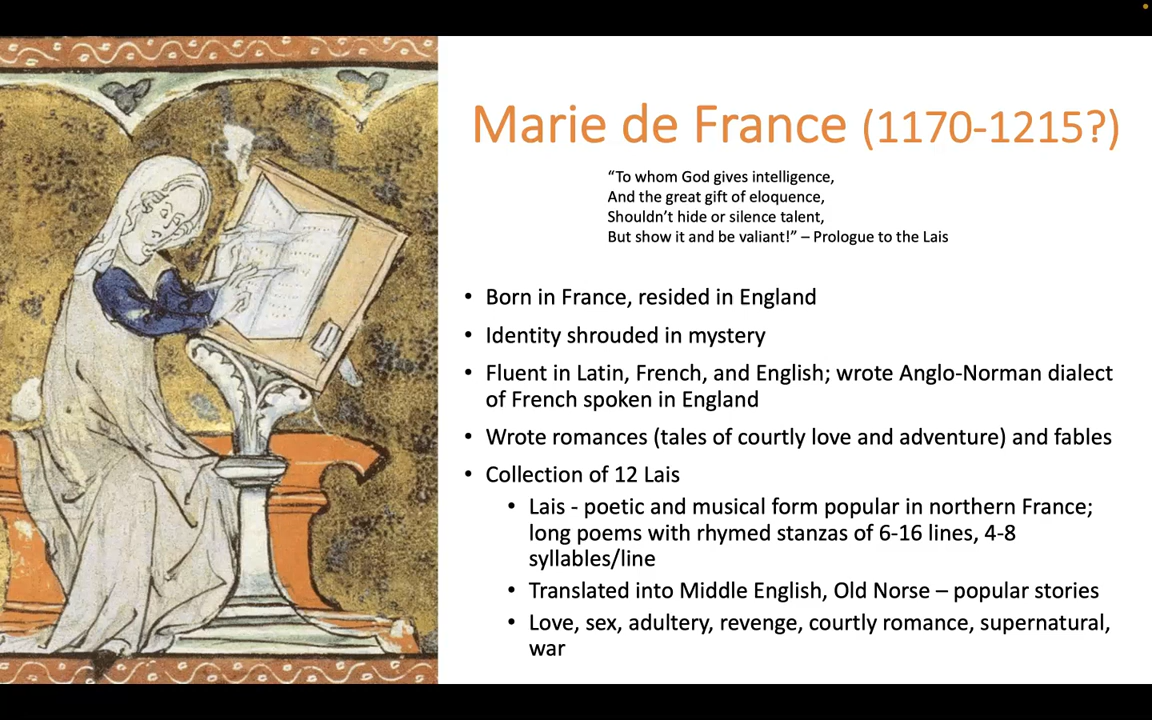 Marie de France (1170-1215?)
“To whom God gives intelligence,
And the great gift of eloquence,
Shouldn’t hide or silence talent,
But show it and be valiant!” – Prologue to the Lais
• Born in France, resided in England
• Identity shrouded in mystery
• Fluent in Latin, French, and English; wrote Anglo-Norman dialect
of French spoken in England
• Wrote romances (tales of courtly love and adventure) and fables
• Collection of 12 Lais
• Lais - poetic and musical form popular in northern France;
long poems with rhymed stanzas of 6-16 lines, 4-8
syllables/line
• Translated into Middle English, Old Norse – popular stories
• Love, sex, adultery, revenge, courtly romance, supernatural,
war